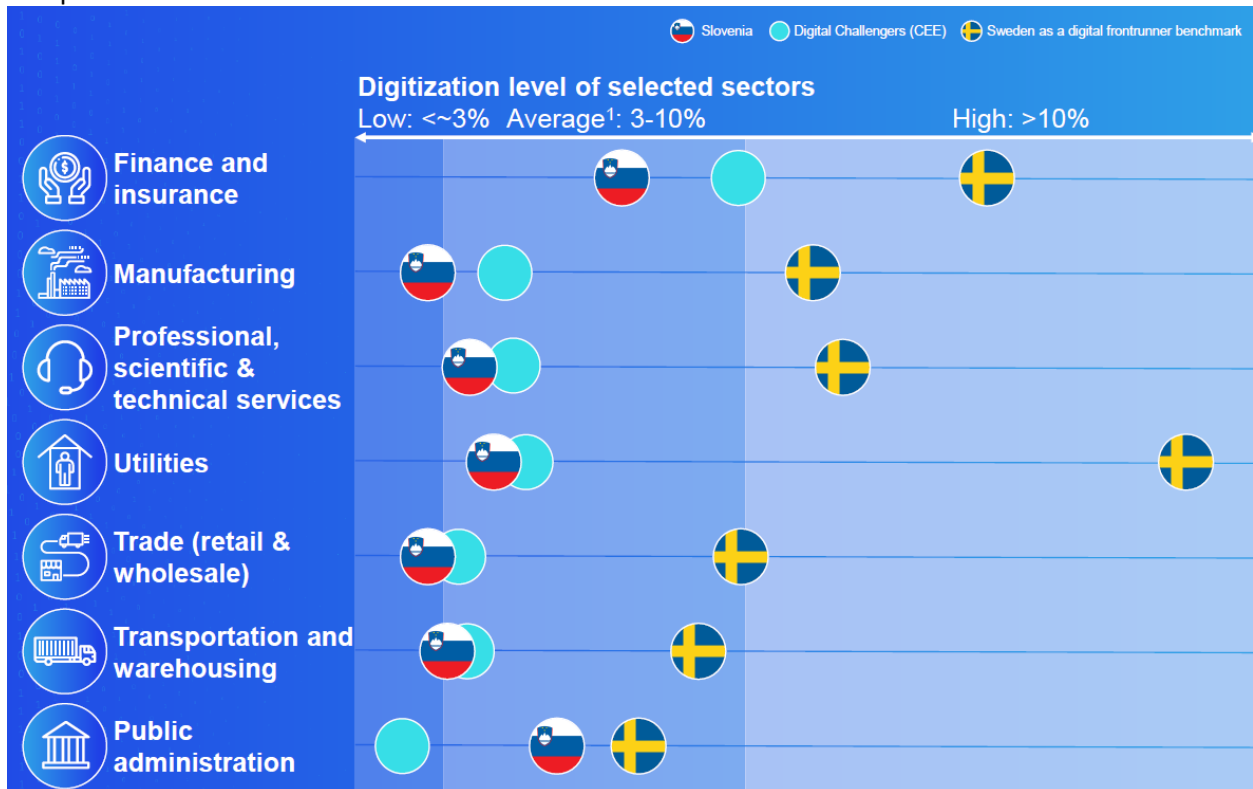 Slovenia
Digital Challengers (CEE)
Sweden as a digital frontrunner benchmark
Digitization level of selected sectors
Low: <~3%
Average¹: 3-10%
High: >10%
Finance and
insurance
Manufacturing
Professional,
scientific &
technical services
Utilities
Trade (retail &
wholesale)
Transportation and
warehousing
Public
administration